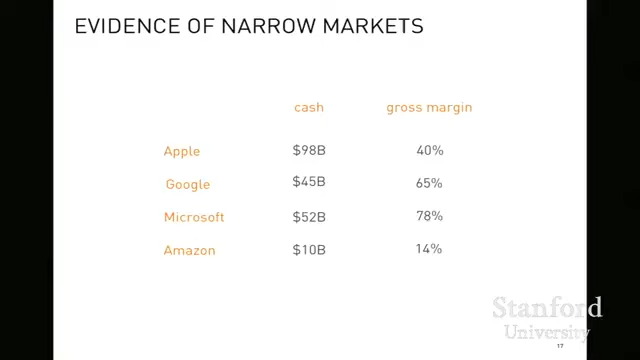 EVIDENCE OF NARROW MARKETS
cash gross margin
Apple $98B 40%
Google $45B 65%
Microsoft $52B 78%
Amazon $10B 14%
Stanford
University
17